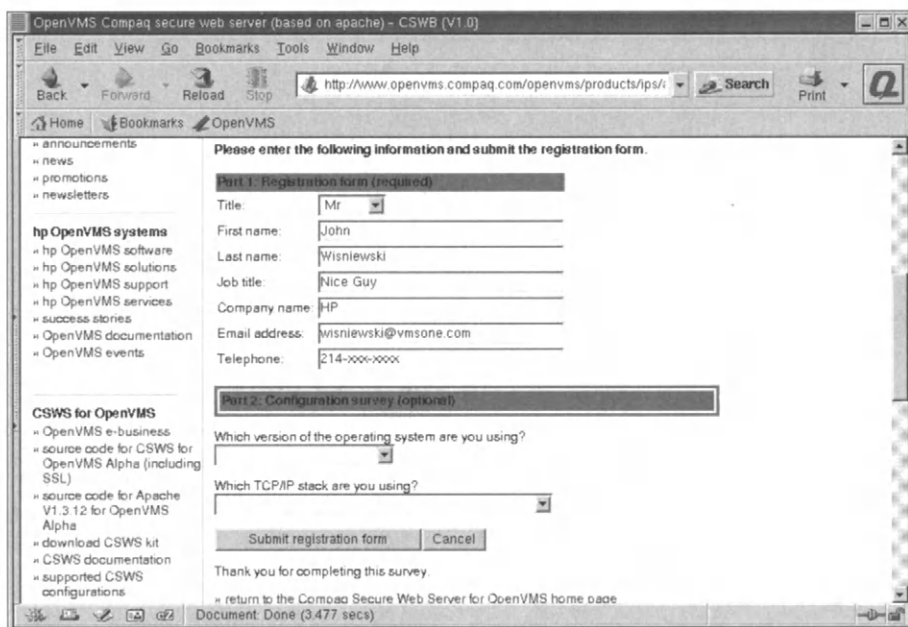 OpenVMS Compaq secure web server (based on apache) - CSWB (V1.0)
File Edit View Go Bookmarks Tools Window Help
Back Forward Reload Stop http://www.openvms.compaq.com/openvms/products/ips/ Search Print
Home Bookmarks OpenVMS
» announcements
» news
» promotions
» newsletters
hp OpenVMS systems
» hp OpenVMS software
» hp OpenVMS solutions
» hp OpenVMS support
» hp OpenVMS services
» success stories
» OpenVMS documentation
» OpenVMS events
CSWS for OpenVMS
» OpenVMS e-business
» source code for CSWS for
OpenVMS Alpha (including
SSL)
» source code for Apache
V1.3.12 for OpenVMS
Alpha
» download CSWS kit
» CSWS documentation
» supported CSWS
configurations
Please enter the following information and submit the registration form.
Part 1: Registration form (required)
Title: Mr
First name: John
Last name: Wisniewski
Job title: Nice Guy
Company name: HP
Email address: wisniewski@vmsone.com
Telephone: 214-xxx-xxxx
Part 2: Configuration survey (optional)
Which version of the operating system are you using?
Which TCP/IP stack are you using?
Submit registration form Cancel
Thank you for completing this survey.
» return to the Compaq Secure Web Server for OpenVMS home page
Document: Done (3.477 secs)